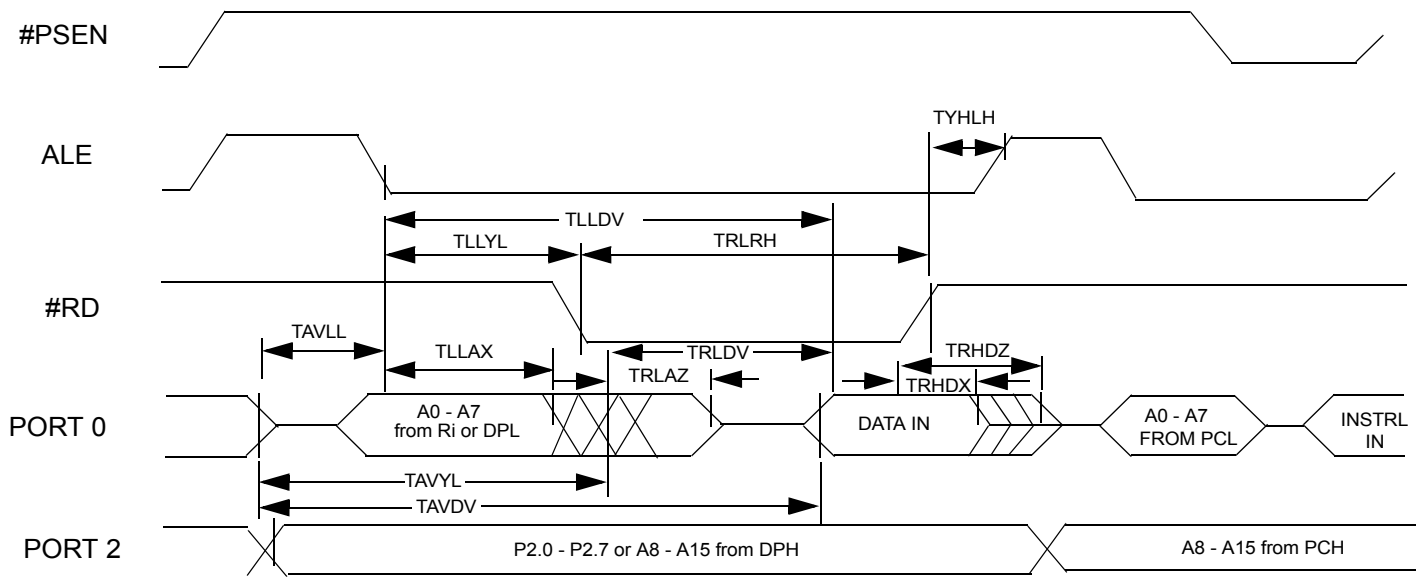 #PSEN
TYHLH
ALE
TLLDV
TLLYL
TRLRH
#RD
TAVLL
TLLAX
TRLDV
TRLAZ
TRHDZ
TRHDX
PORT 0
A0 - A7
from Ri or DPL
DATA IN
A0 - A7
FROM PCL
INSTRL
IN
TAVYL
TAVDV
PORT 2
P2.0 - P2.7 or A8 - A15 from DPH
A8 - A15 from PCH